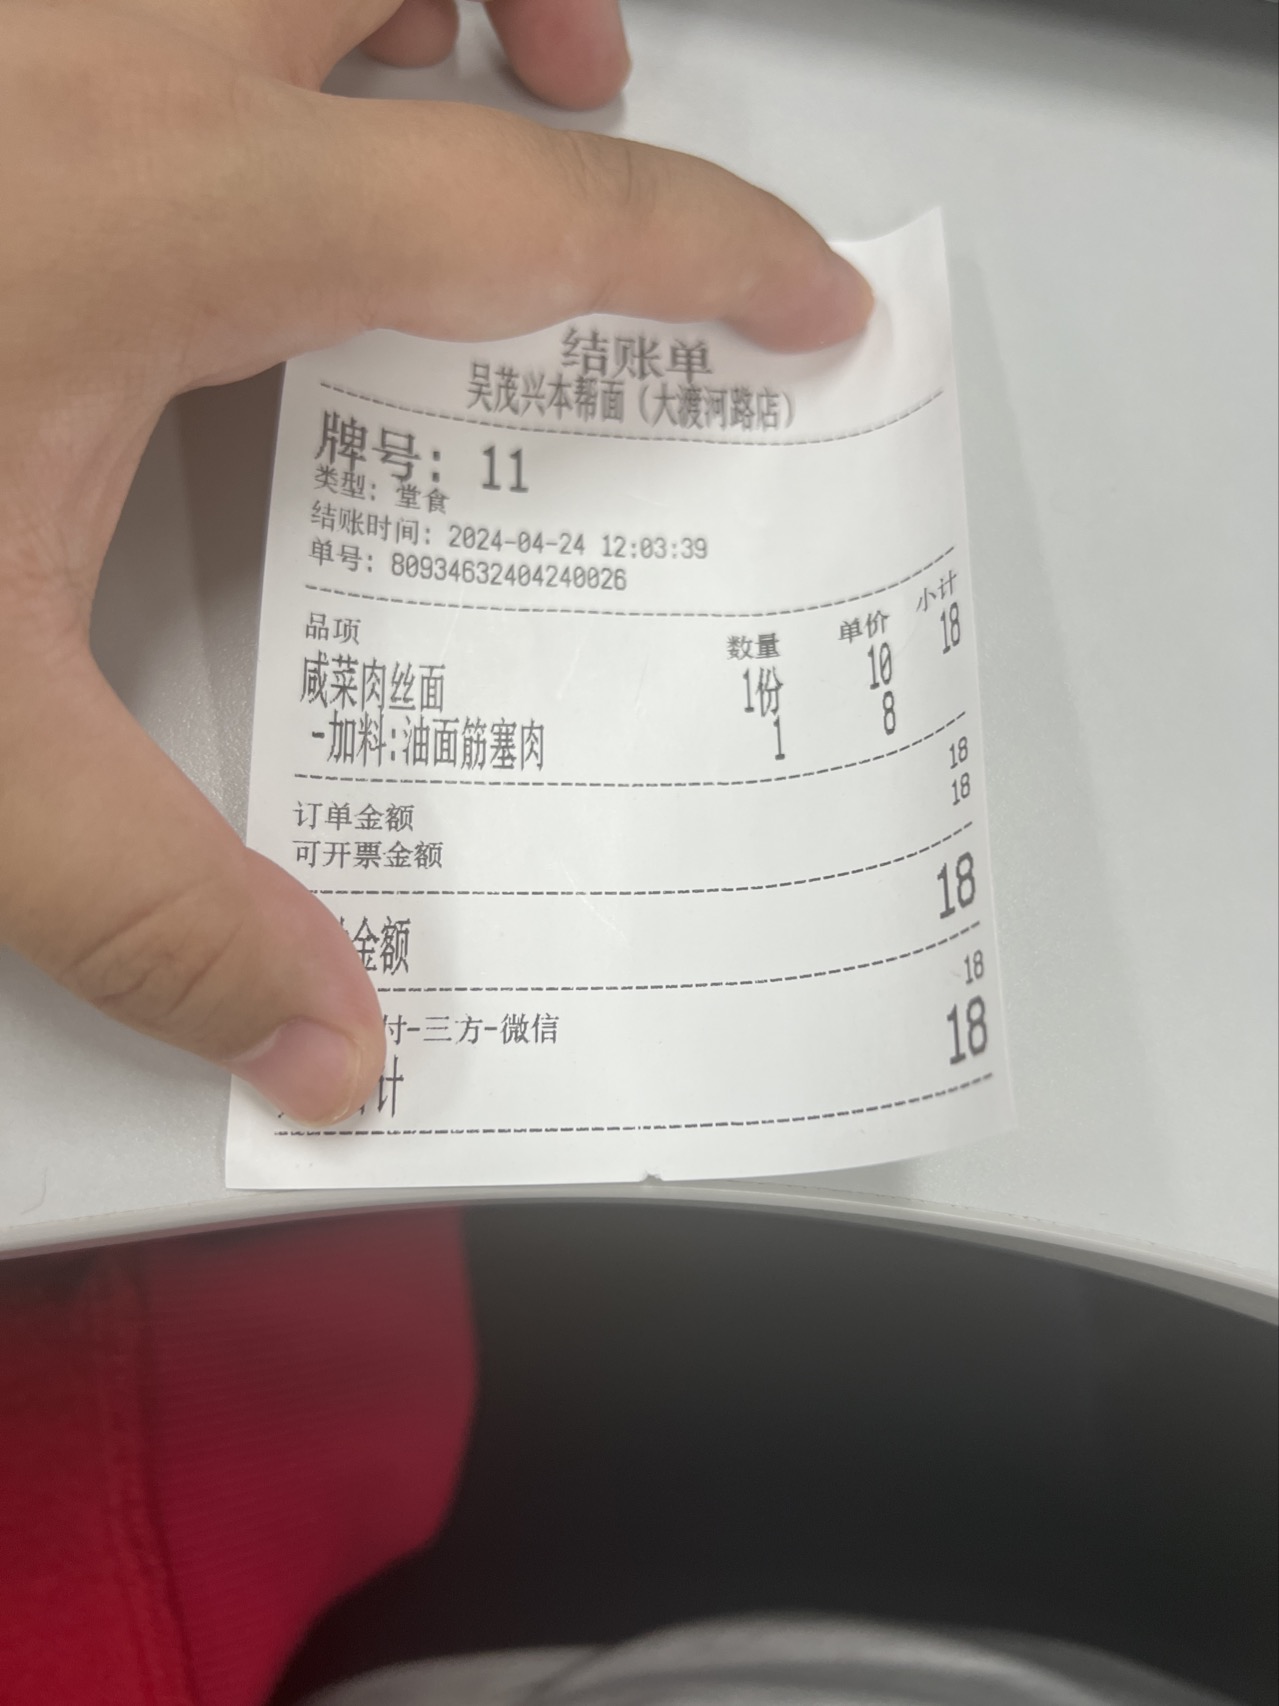 结账单
吴茂兴本帮面（大渡河路店）
牌号：11
类型：堂食
结账时间：2024-04-24 12:03:39
单号：80934632404240026
品项 数量 单价 小计
咸菜肉丝面 1份 10 18
-加料:油面筋塞肉 1 8
订单金额 18
可开票金额 18
金额 18
付-三方-微信 18
计 18